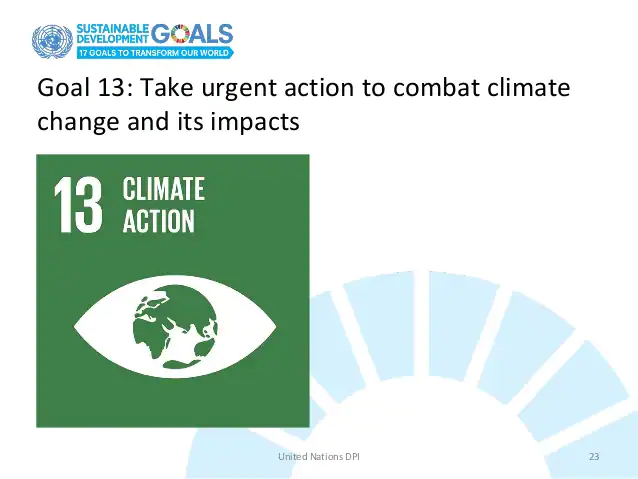 SUSTAINABLE
DEVELOPMENT GOALS
17 GOALS TO TRANSFORM OUR WORLD
Goal 13: Take urgent action to combat climate
change and its impacts
13 CLIMATE
ACTION
United Nations DPI
23